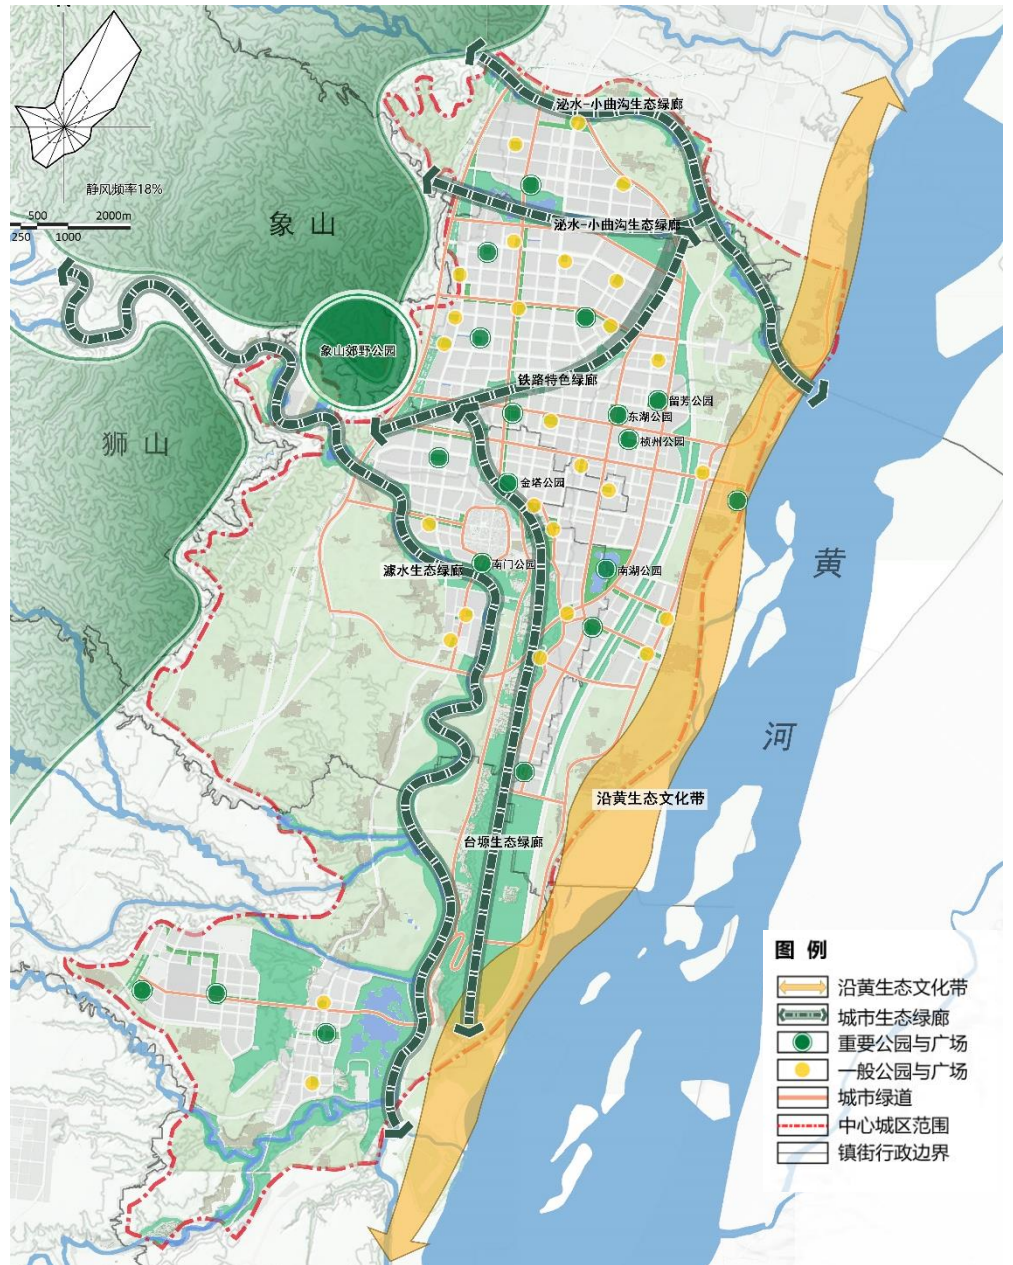 静风频率18%
500 2000m
250 1000
象山
狮山
象山郊野公园
泌水-小曲沟生态绿廊
泌水-小曲沟生态绿廊
铁路特色绿廊
留芳公园
东湖公园
桢州公园
金塔公园
南门公园
南湖公园
澽水生态绿廊
黄
河
沿黄生态文化带
台塬生态绿廊
图例
沿黄生态文化带
城市生态绿廊
重要公园与广场
一般公园与广场
城市绿道
中心城区范围
镇街行政边界